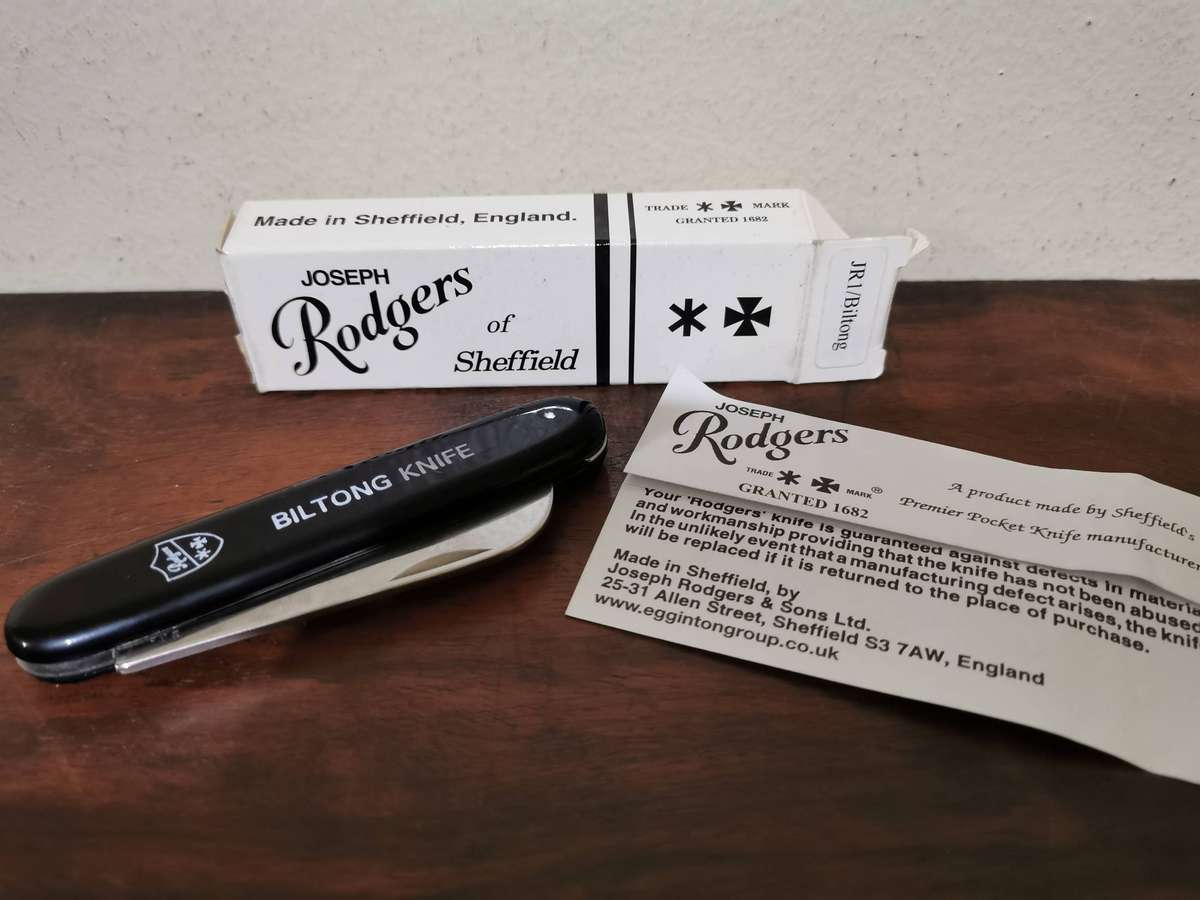 Made in Sheffield, England.
TRADE MARK
GRANTED 1682
JOSEPH
Rodgers
of
Sheffield
JR1/Biltong
BILTONG KNIFE
JOSEPH
Rodgers
TRADE MARK ®
GRANTED 1682
A product made by Sheffield's
Premier Pocket Knife manufacturer
Your 'Rodgers' knife is guaranteed against defects in material
and workmanship providing that the knife has not been abused
In the unlikely event that a manufacturing defect arises, the knife
will be replaced if it is returned to the place of purchase.
Made in Sheffield, by
Joseph Rodgers & Sons Ltd.
25-31 Allen Street, Sheffield S3 7AW, England
www.eggintongroup.co.uk